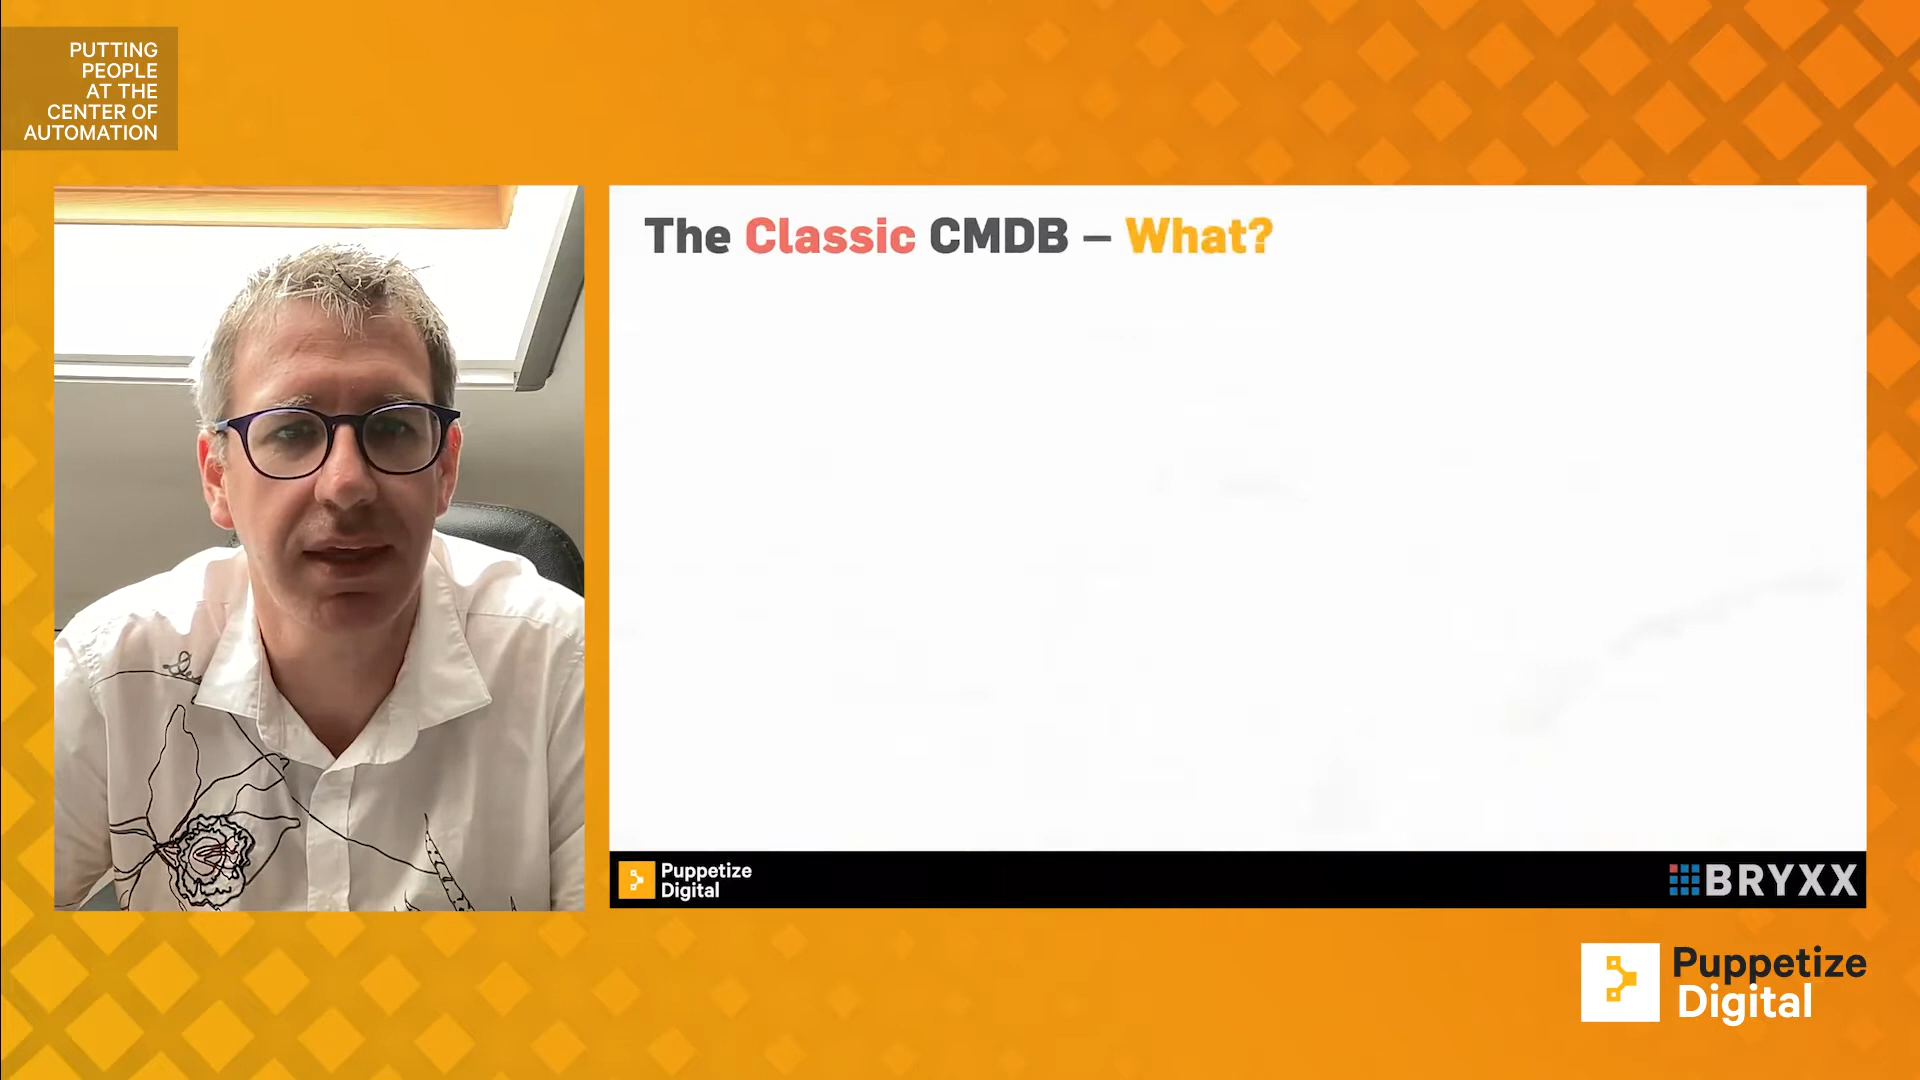 PUTTING
PEOPLE
AT THE
CENTER OF
AUTOMATION
The Classic CMDB – What?
Puppetize
Digital
BRYXX
Puppetize
Digital